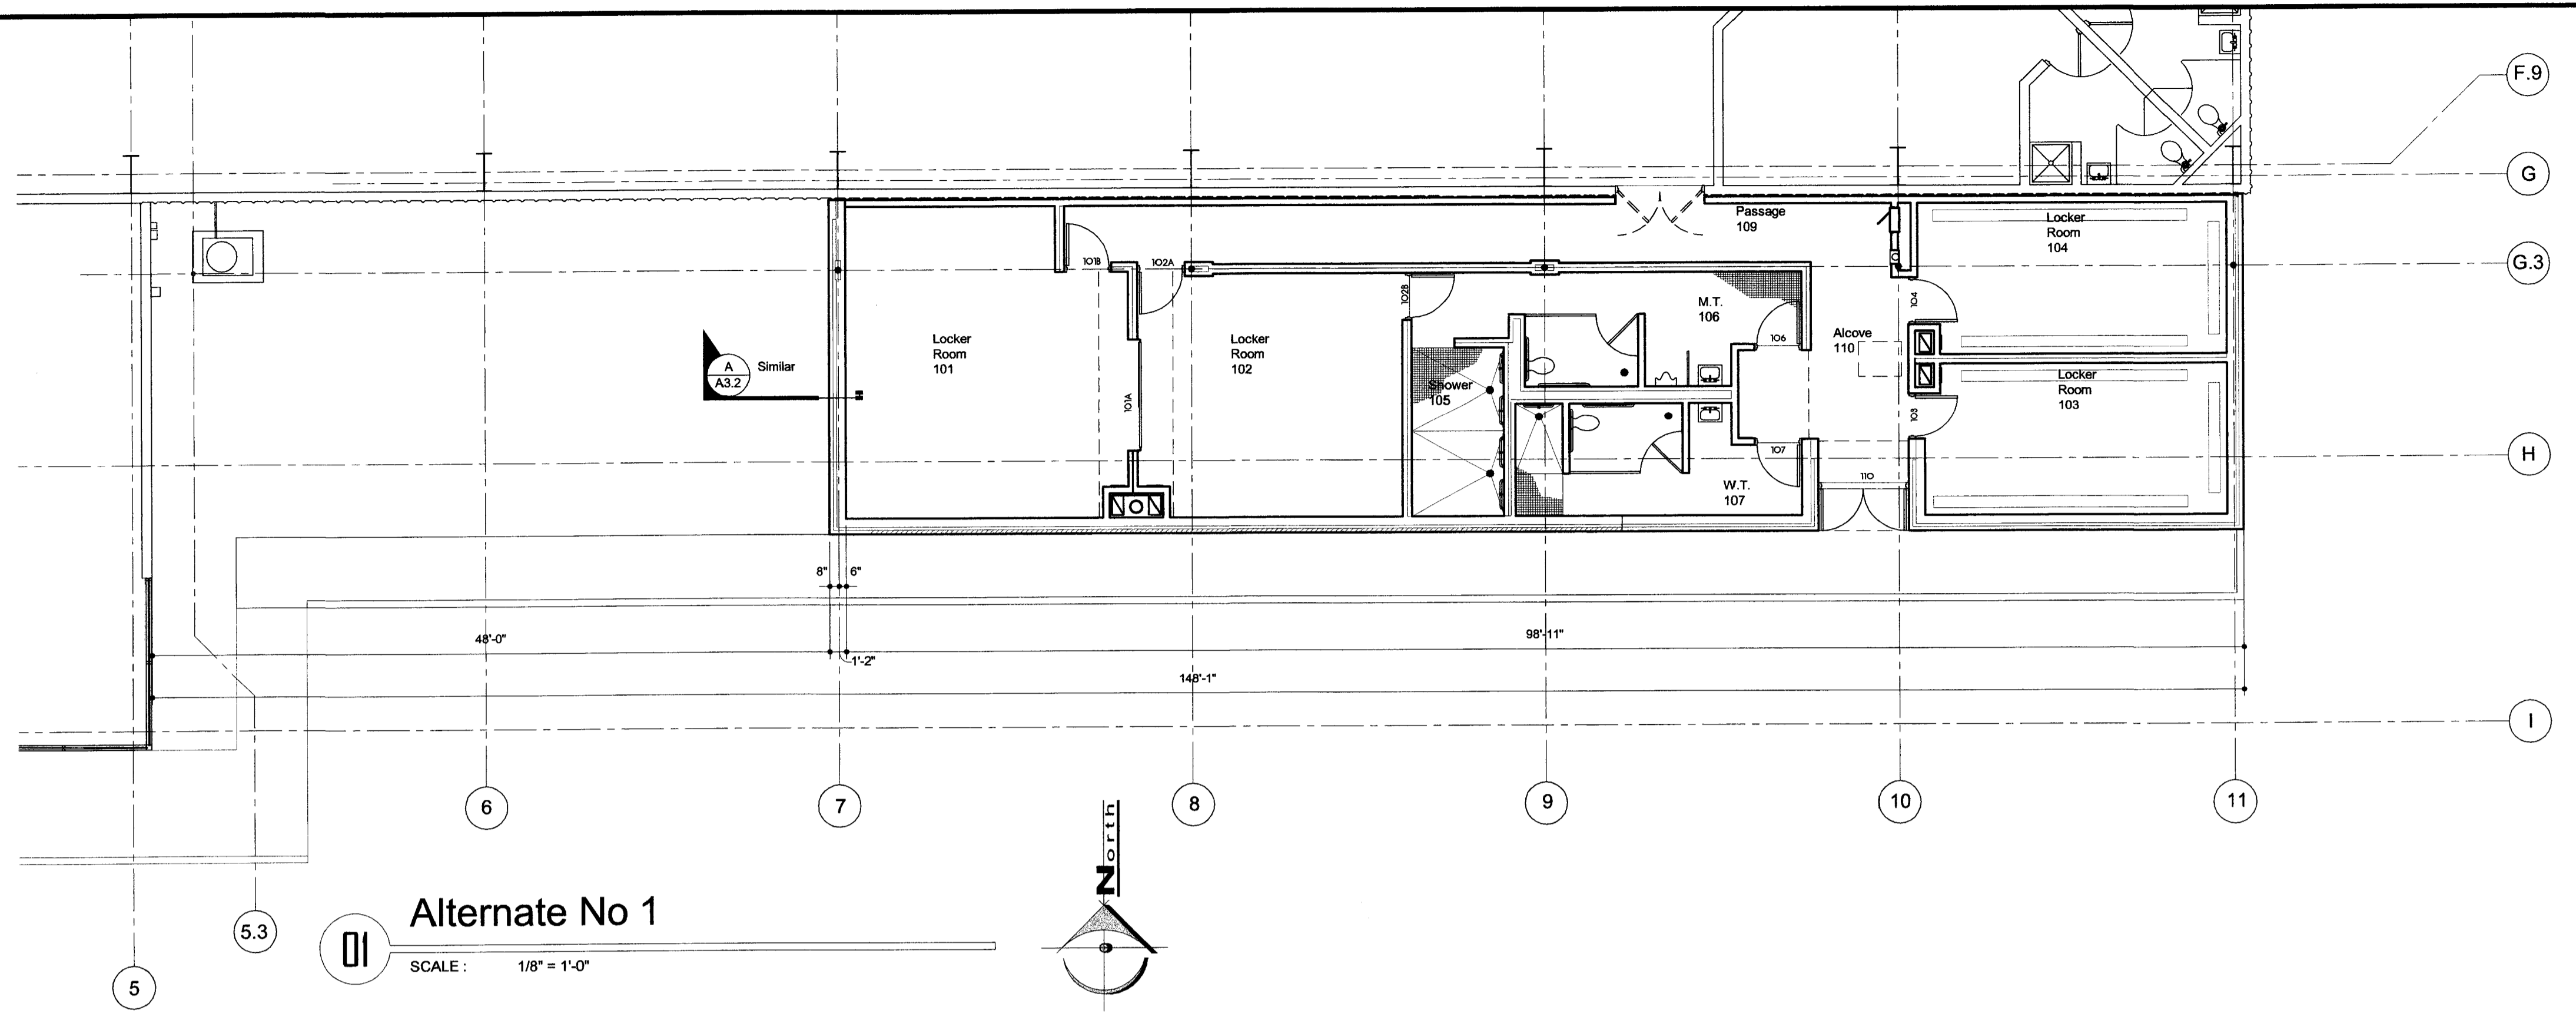 F.9
G
Passage
109
Locker
Room
104
G.3
101B
102A
102B
104
M.T.
106
106
Alcove
110
Locker
Room
101
Locker
Room
102
A
A3.2
Similar
101A
Shower
105
Locker
Room
103
103
107
H
W.T.
107
110
8" 6"
48'-0"
98'-11"
1'-2"
148'-1"
I
6
7
8
9
10
11
North
Alternate No 1
01
SCALE : 1/8" = 1'-0"
5.3
5